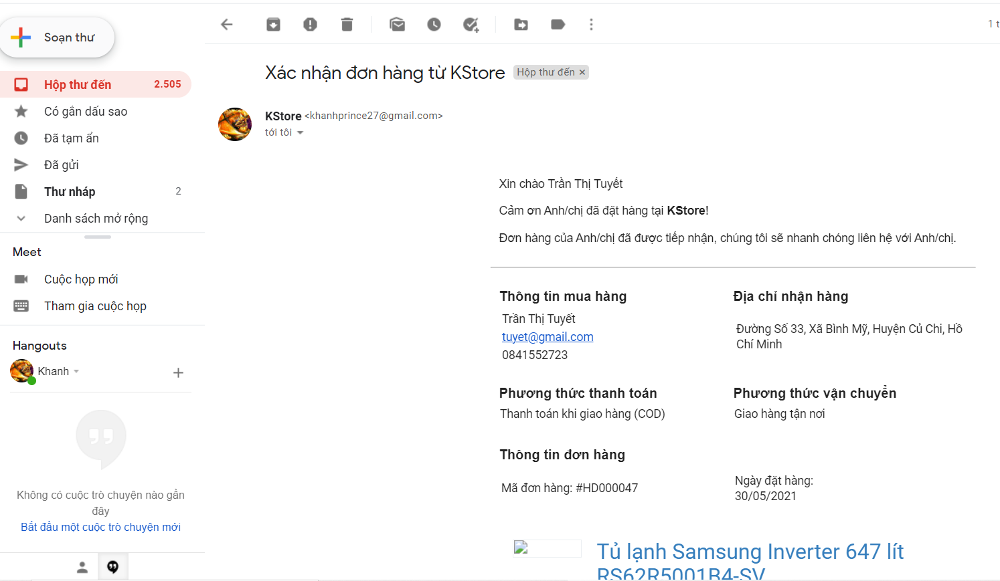 Soạn thư
Hộp thư đến 2.505
Có gắn dấu sao
Đã tạm ẩn
Đã gửi
Thư nháp 2
Danh sách mở rộng
Meet
Cuộc họp mới
Tham gia cuộc họp
Hangouts
Khanh
Không có cuộc trò chuyện nào gần
đây
Bắt đầu một cuộc trò chuyện mới
1 t
Xác nhận đơn hàng từ KStore Hộp thư đến ×
KStore <khanhprince27@gmail.com>
tới tôi
Xin chào Trần Thị Tuyết
Cảm ơn Anh/chị đã đặt hàng tại KStore!
Đơn hàng của Anh/chị đã được tiếp nhận, chúng tôi sẽ nhanh chóng liên hệ với Anh/chị.
Thông tin mua hàng
Trần Thị Tuyết
tuyet@gmail.com
0841552723
Địa chỉ nhận hàng
Đường Số 33, Xã Bình Mỹ, Huyện Củ Chi, Hồ
Chí Minh
Phương thức thanh toán
Thanh toán khi giao hàng (COD)
Phương thức vận chuyển
Giao hàng tận nơi
Thông tin đơn hàng
Mã đơn hàng: #HD000047
Ngày đặt hàng:
30/05/2021
Tủ lạnh Samsung Inverter 647 lít
RS62R5001B4-SV